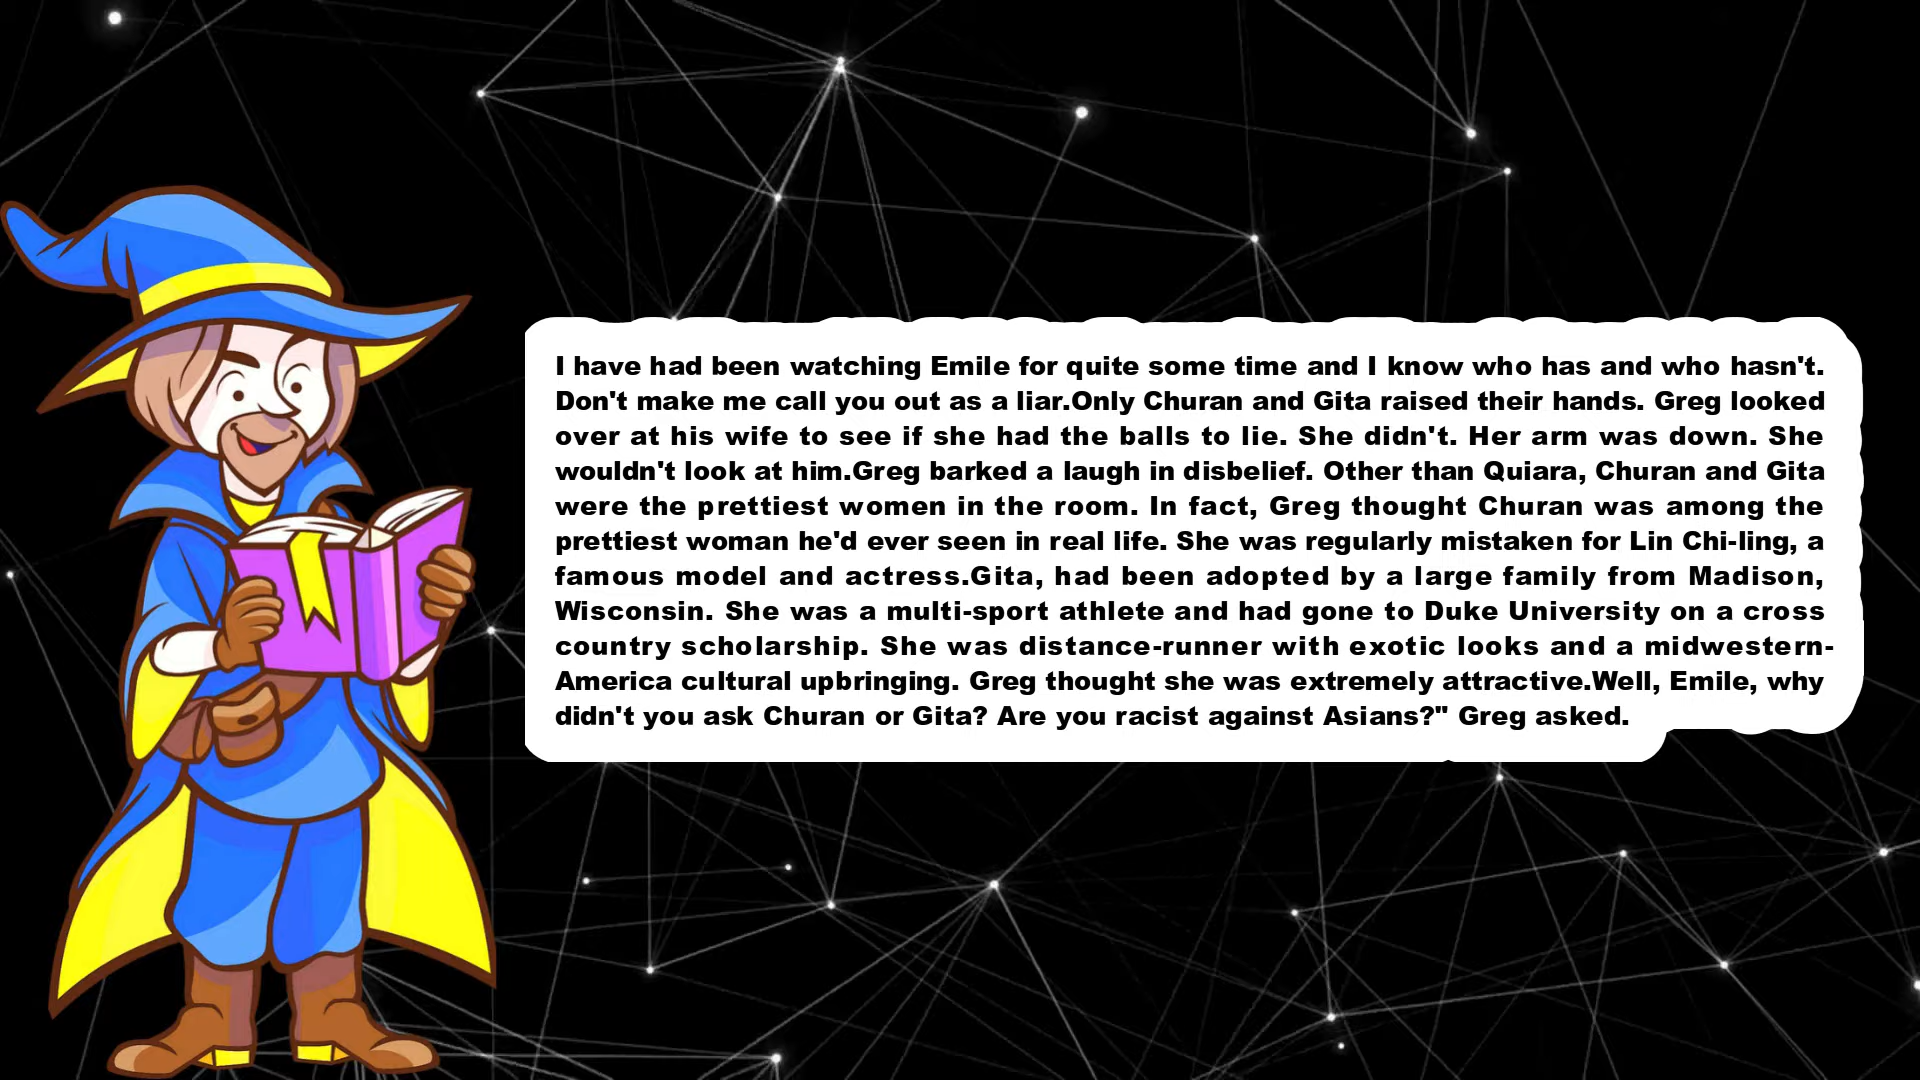 I have had been watching Emile for quite some time and I know who has and who hasn't.
Don't make me call you out as a liar.Only Churan and Gita raised their hands. Greg looked
over at his wife to see if she had the balls to lie. She didn't. Her arm was down. She
wouldn't look at him.Greg barked a laugh in disbelief. Other than Quiara, Churan and Gita
were the prettiest women in the room. In fact, Greg thought Churan was among the
prettiest woman he'd ever seen in real life. She was regularly mistaken for Lin Chi-ling, a
famous model and actress.Gita, had been adopted by a large family from Madison,
Wisconsin. She was a multi-sport athlete and had gone to Duke University on a cross
country scholarship. She was distance-runner with exotic looks and a midwestern-
America cultural upbringing. Greg thought she was extremely attractive.Well, Emile, why
didn't you ask Churan or Gita? Are you racist against Asians?" Greg asked.